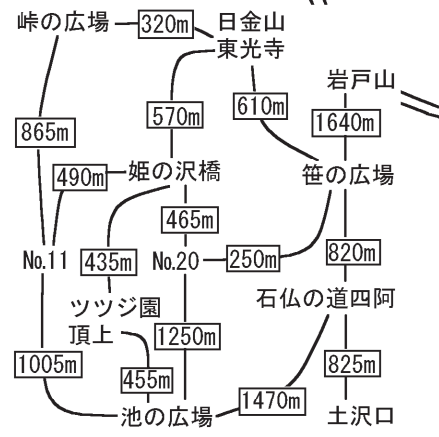 峠の広場 320m 日金山
東光寺
岩戸山
865m 570m 610m 1640m
490m 姫の沢橋 笹の広場
465m
No.11 435m No.20 250m 820m
ツツジ園
頂上
石仏の道四阿
1005m 1250m
455m 825m
池の広場 1470m 土沢口